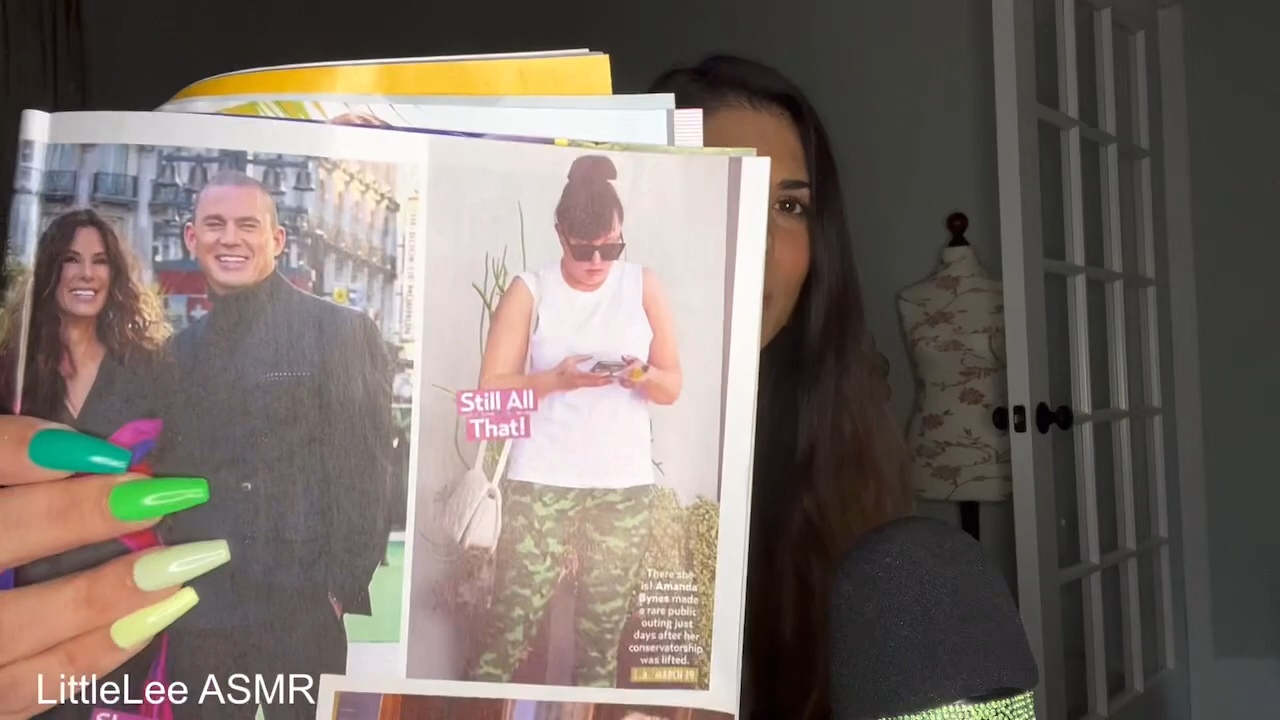 Still All
That!
There she
is! Amanda
Bynes made
a rare public
outing just
days after her
conservatorship
was lifted.
L.A., MARCH 29
LittleLee ASMR